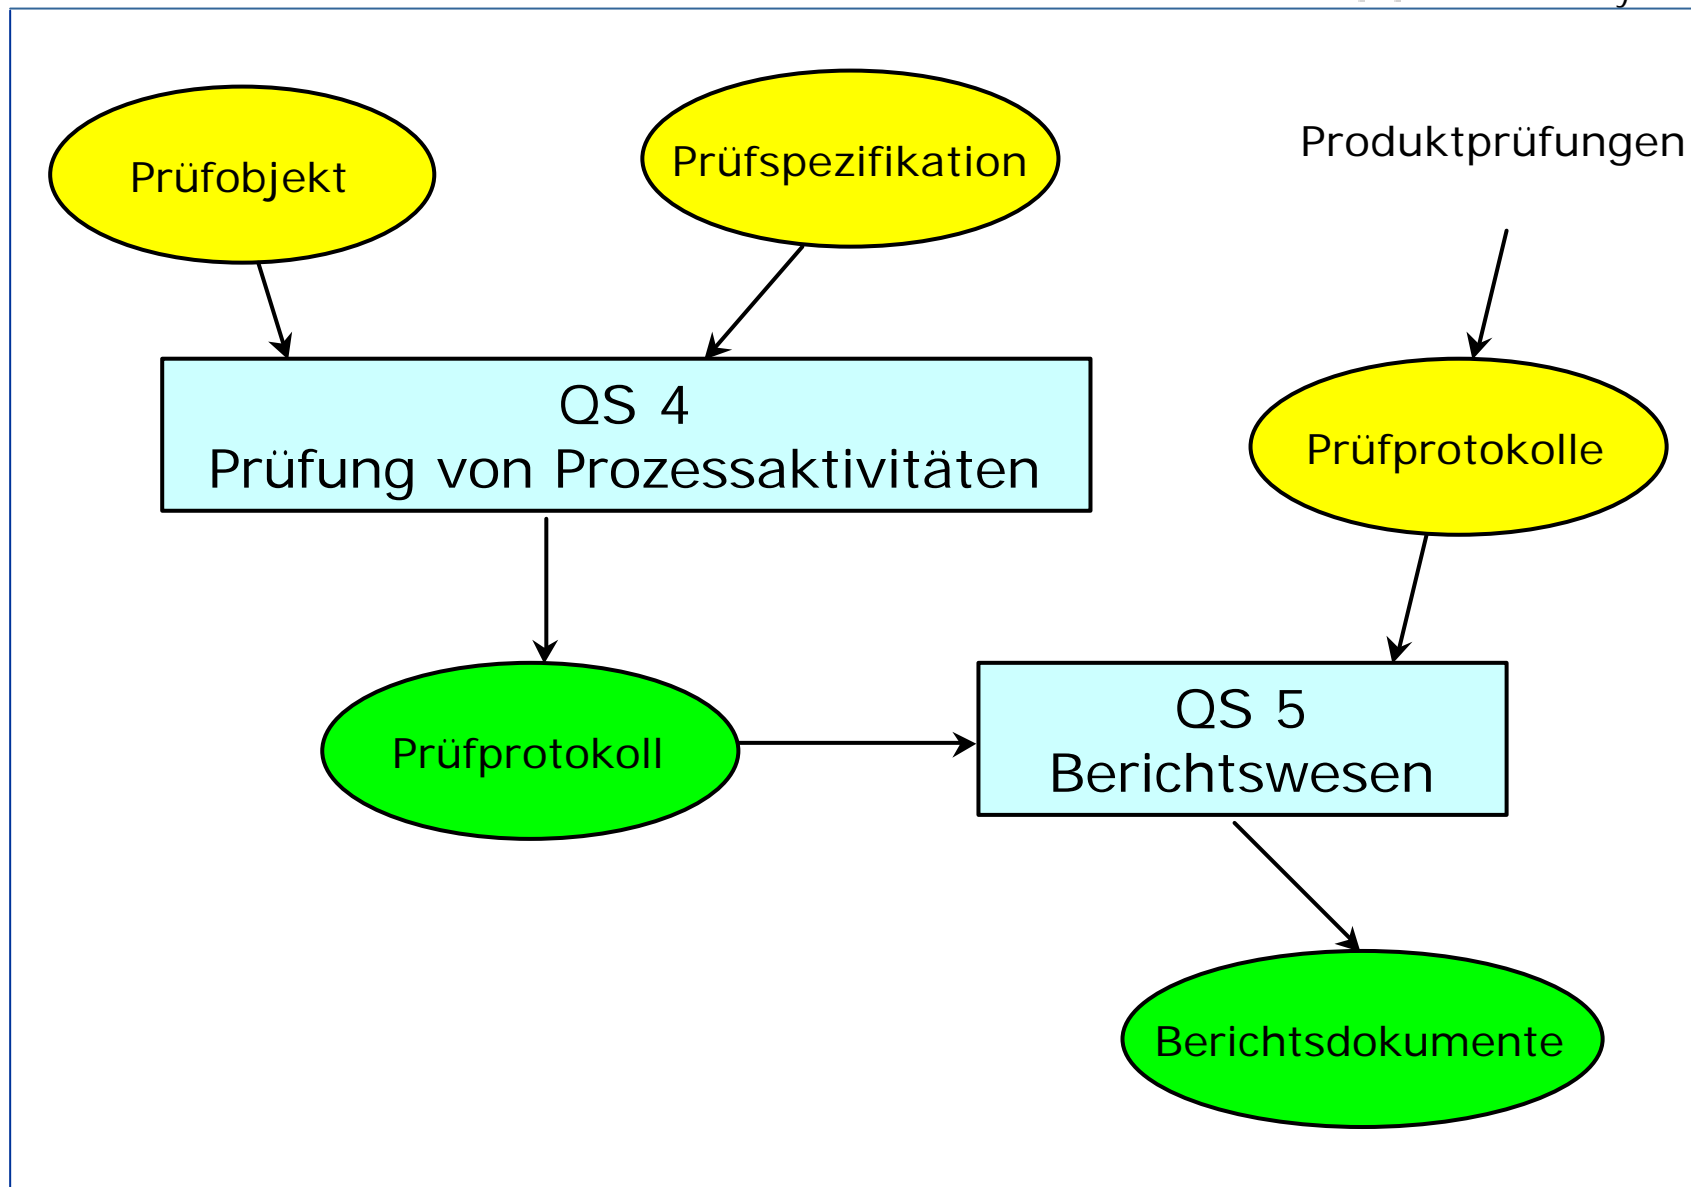 Produktprüfungen
Prüfobjekt
Prüfspezifikation
QS 4
Prüfung von Prozessaktivitäten
Prüfprotokolle
Prüfprotokoll
QS 5
Berichtswesen
Berichtsdokumente